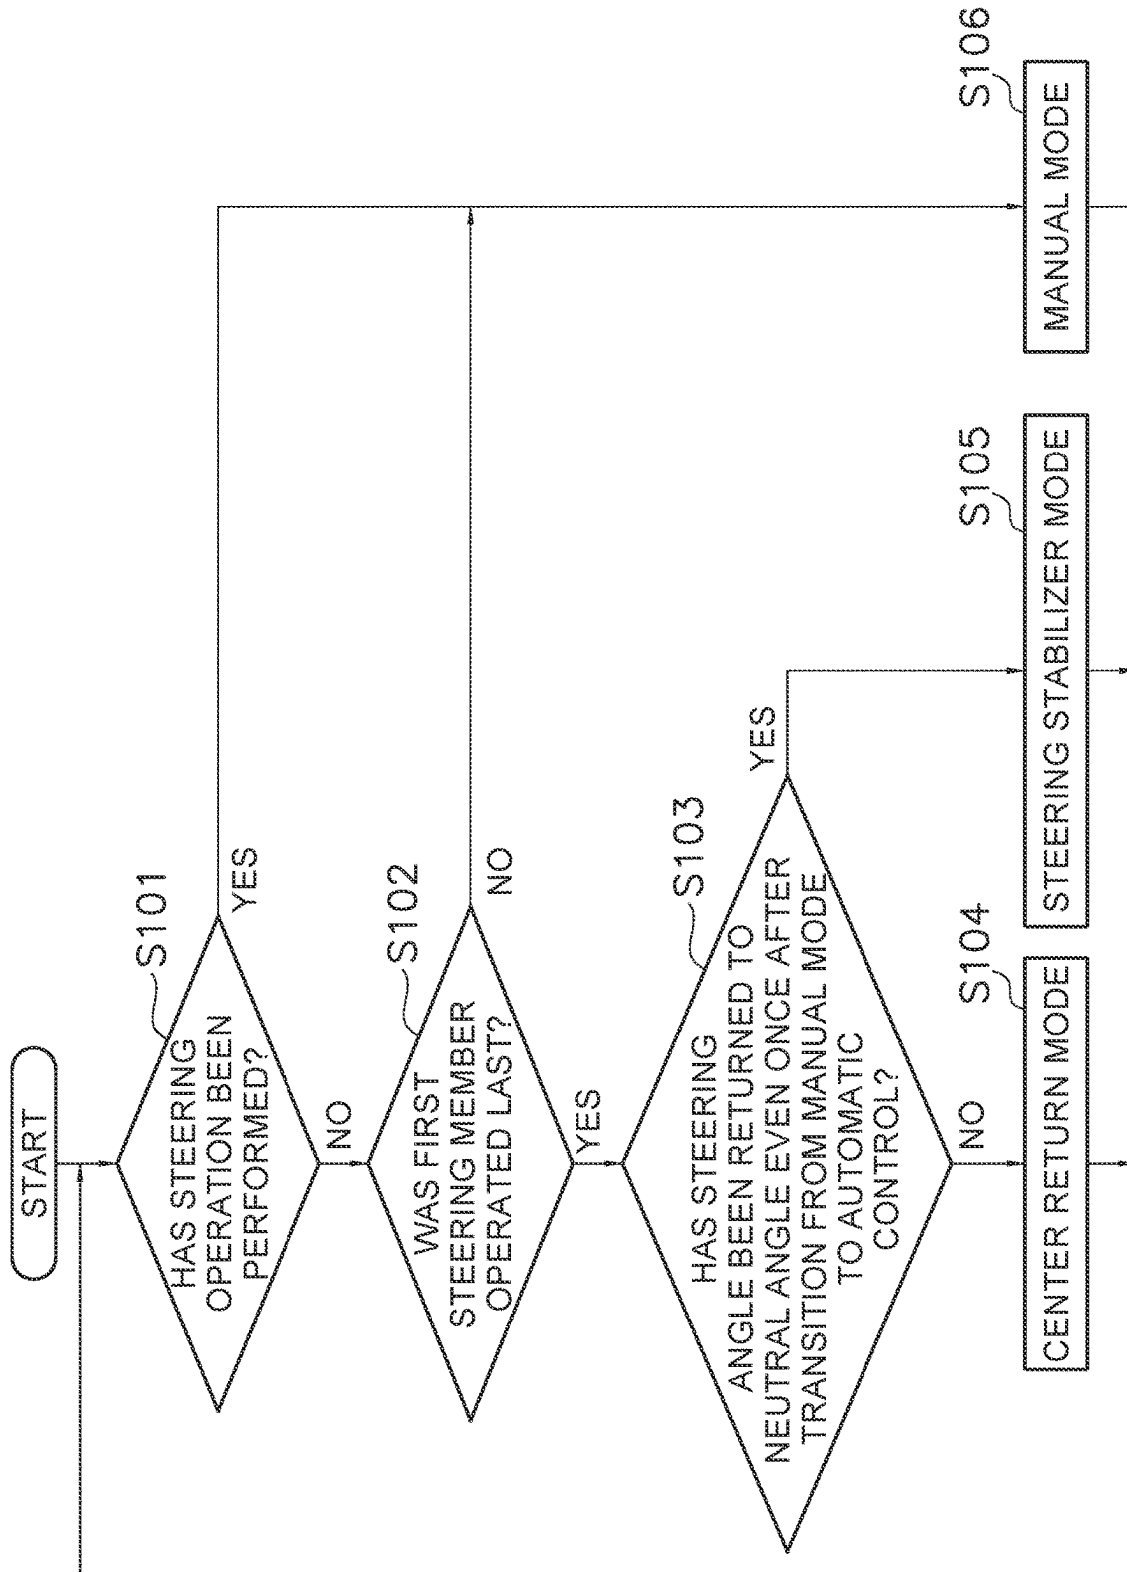 START
S101
HAS STEERING
OPERATION BEEN
PERFORMED?
YES
NO
S102
WAS FIRST
STEERING MEMBER
OPERATED LAST?
NO
YES
S103
HAS STEERING
ANGLE BEEN RETURNED TO
NEUTRAL ANGLE EVEN ONCE AFTER
TRANSITION FROM MANUAL MODE
TO AUTOMATIC
CONTROL?
YES
NO
S104
CENTER RETURN MODE
S105
STEERING STABILIZER MODE
S106
MANUAL MODE